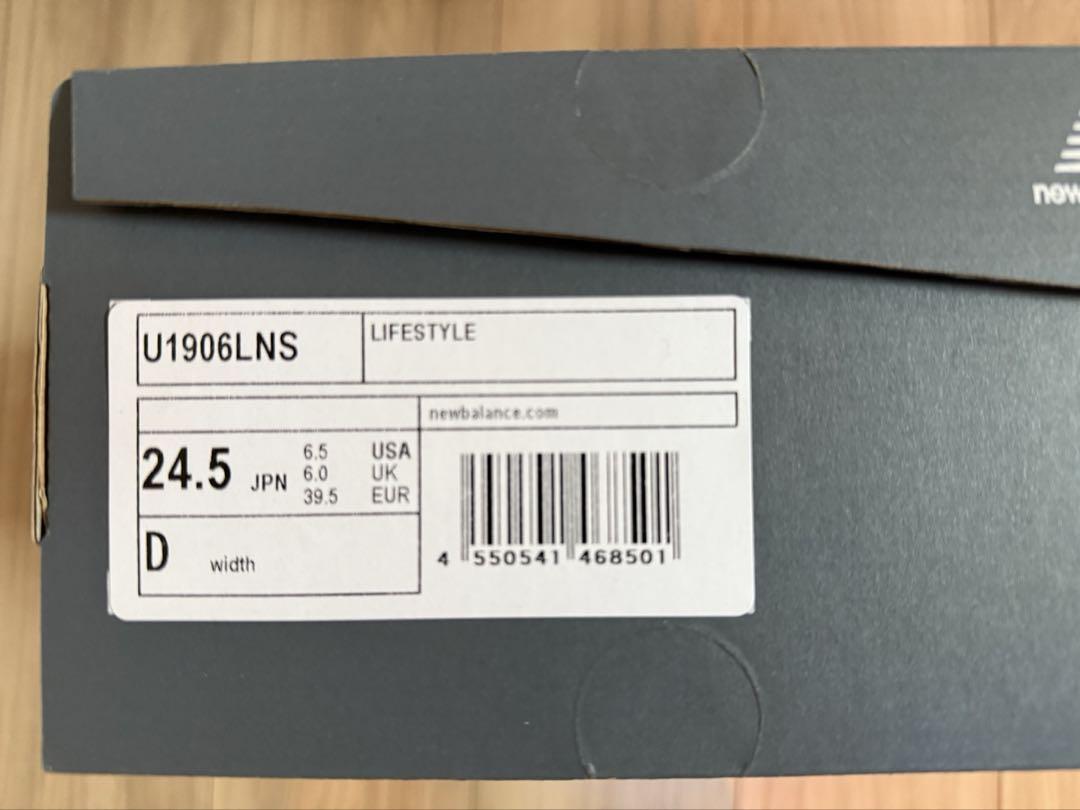 new
U1906LNS
LIFESTYLE
newbalance.com
24.5 JPN
6.5 USA
6.0 UK
39.5 EUR
D width
4 550541 468501